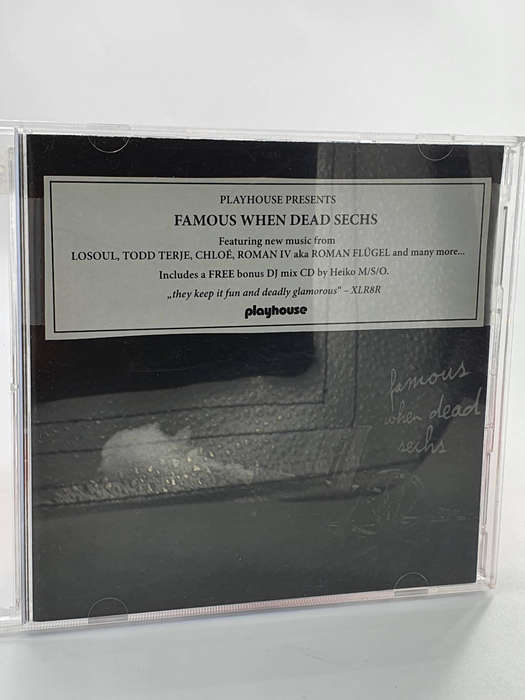 PLAYHOUSE PRESENTS
FAMOUS WHEN DEAD SECHS
Featuring new music from
LOSOUL, TODD TERJE, CHLOÉ, ROMAN IV aka ROMAN FLÜGEL and many more...
Includes a FREE bonus DJ mix CD by Heiko M/S/O.
„they keep it fun and deadly glamorous“ – XLR8R
playhouse
famous
when dead
sechs